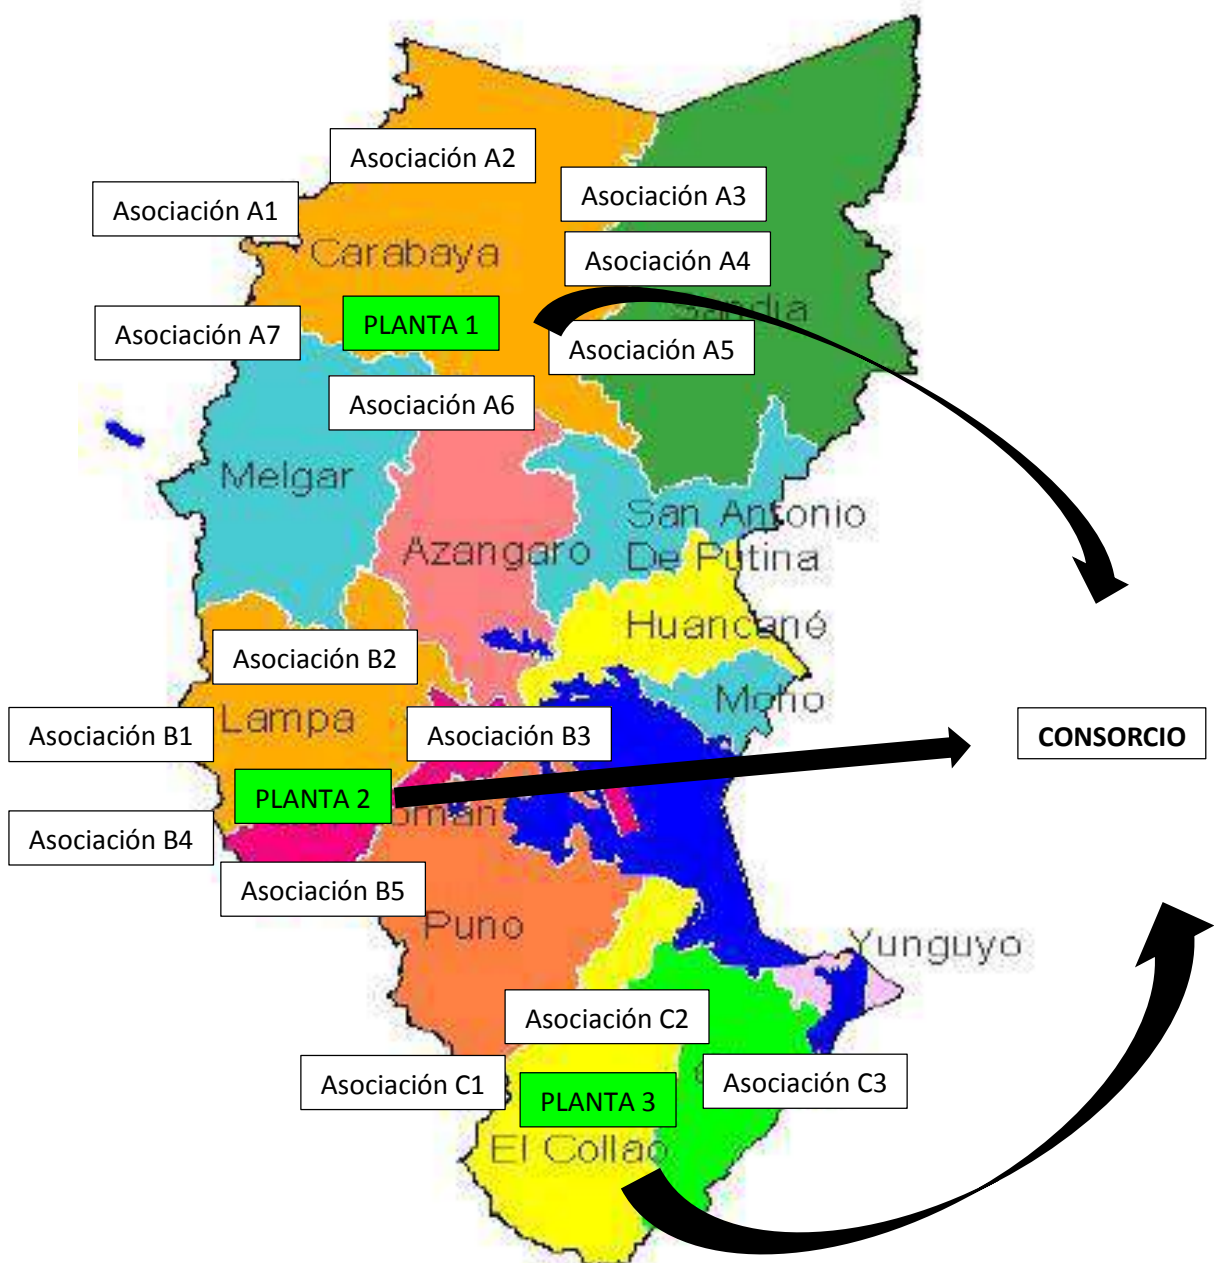 Asociación A2
Asociación A1
Asociación A3
Carabaya
Asociación A4
PLANTA 1
Sandia
Asociación A7
Asociación A5
Asociación A6
Melgar
San Antonio
De Putina
Azangaro
Huancané
Asociación B2
Moho
Lampa
Asociación B1
Asociación B3
CONSORCIO
PLANTA 2
oman
Asociación B4
Asociación B5
Puno
Yunguyo
Asociación C2
Asociación C1
Asociación C3
PLANTA 3
El Collao